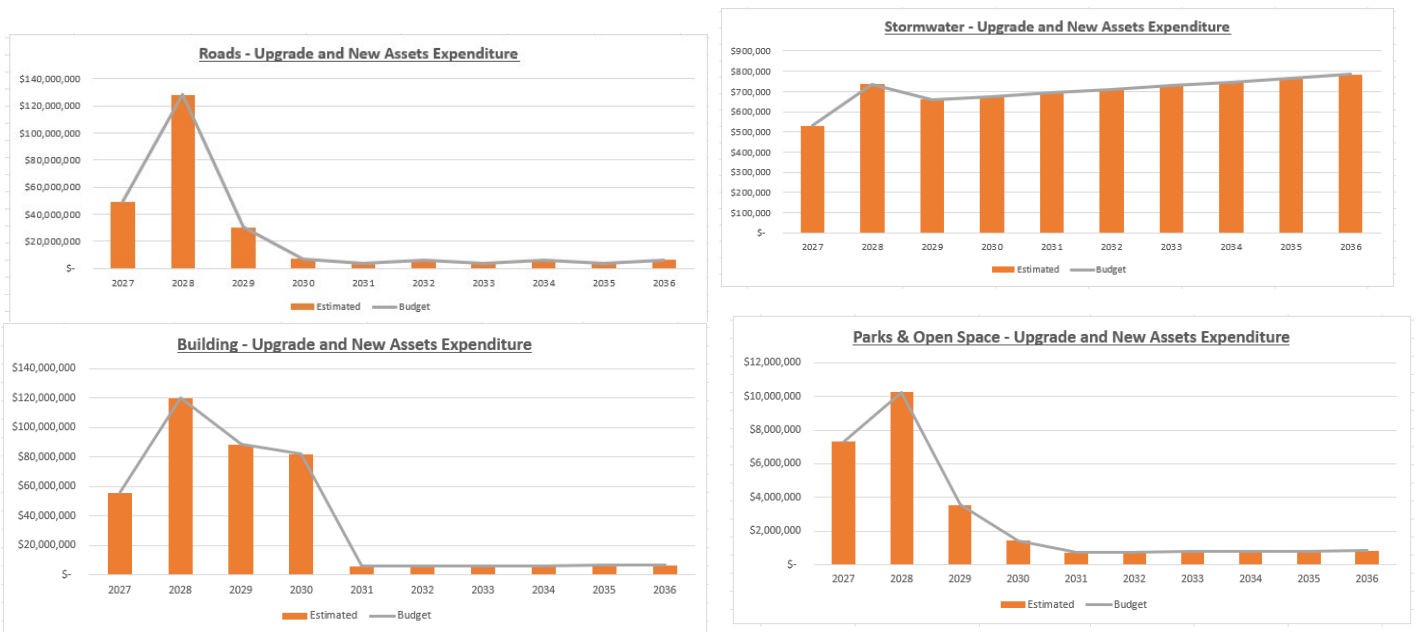 Roads - Upgrade and New Assets Expenditure
$140,000,000
$120,000,000
$100,000,000
$80,000,000
$60,000,000
$40,000,000
$20,000,000
$-
2027 2028 2029 2030 2031 2032 2033 2034 2035 2036
Estimated Budget
Stormwater - Upgrade and New Assets Expenditure
$900,000
$800,000
$700,000
$600,000
$500,000
$400,000
$300,000
$200,000
$100,000
$-
2027 2028 2029 2030 2031 2032 2033 2034 2035 2036
Estimated Budget
Building - Upgrade and New Assets Expenditure
$140,000,000
$120,000,000
$100,000,000
$80,000,000
$60,000,000
$40,000,000
$20,000,000
$-
2027 2028 2029 2030 2031 2032 2033 2034 2035 2036
Estimated Budget
Parks & Open Space - Upgrade and New Assets Expenditure
$12,000,000
$10,000,000
$8,000,000
$6,000,000
$4,000,000
$2,000,000
$-
2027 2028 2029 2030 2031 2032 2033 2034 2035 2036
Estimated Budget